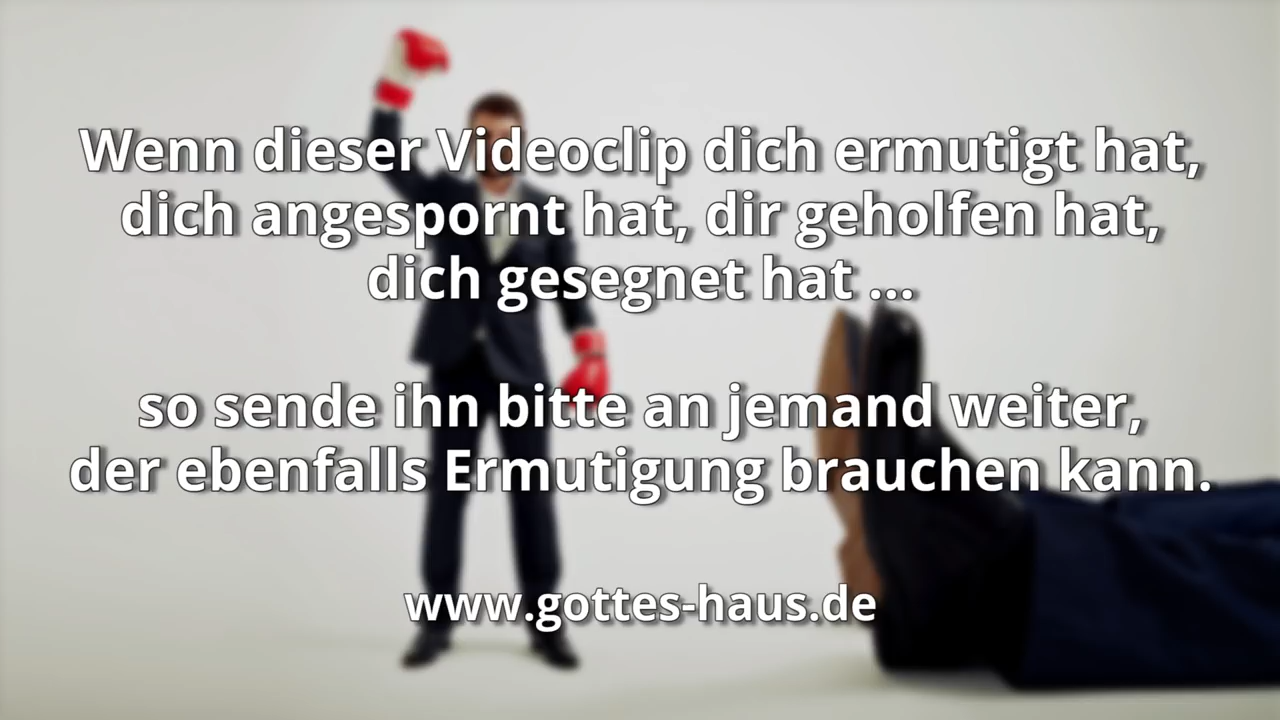 Wenn dieser Videoclip dich ermutigt hat,
dich angespornt hat, dir geholfen hat,
dich gesegnet hat ...
so sende ihn bitte an jemand weiter,
der ebenfalls Ermutigung brauchen kann.
www.gottes-haus.de